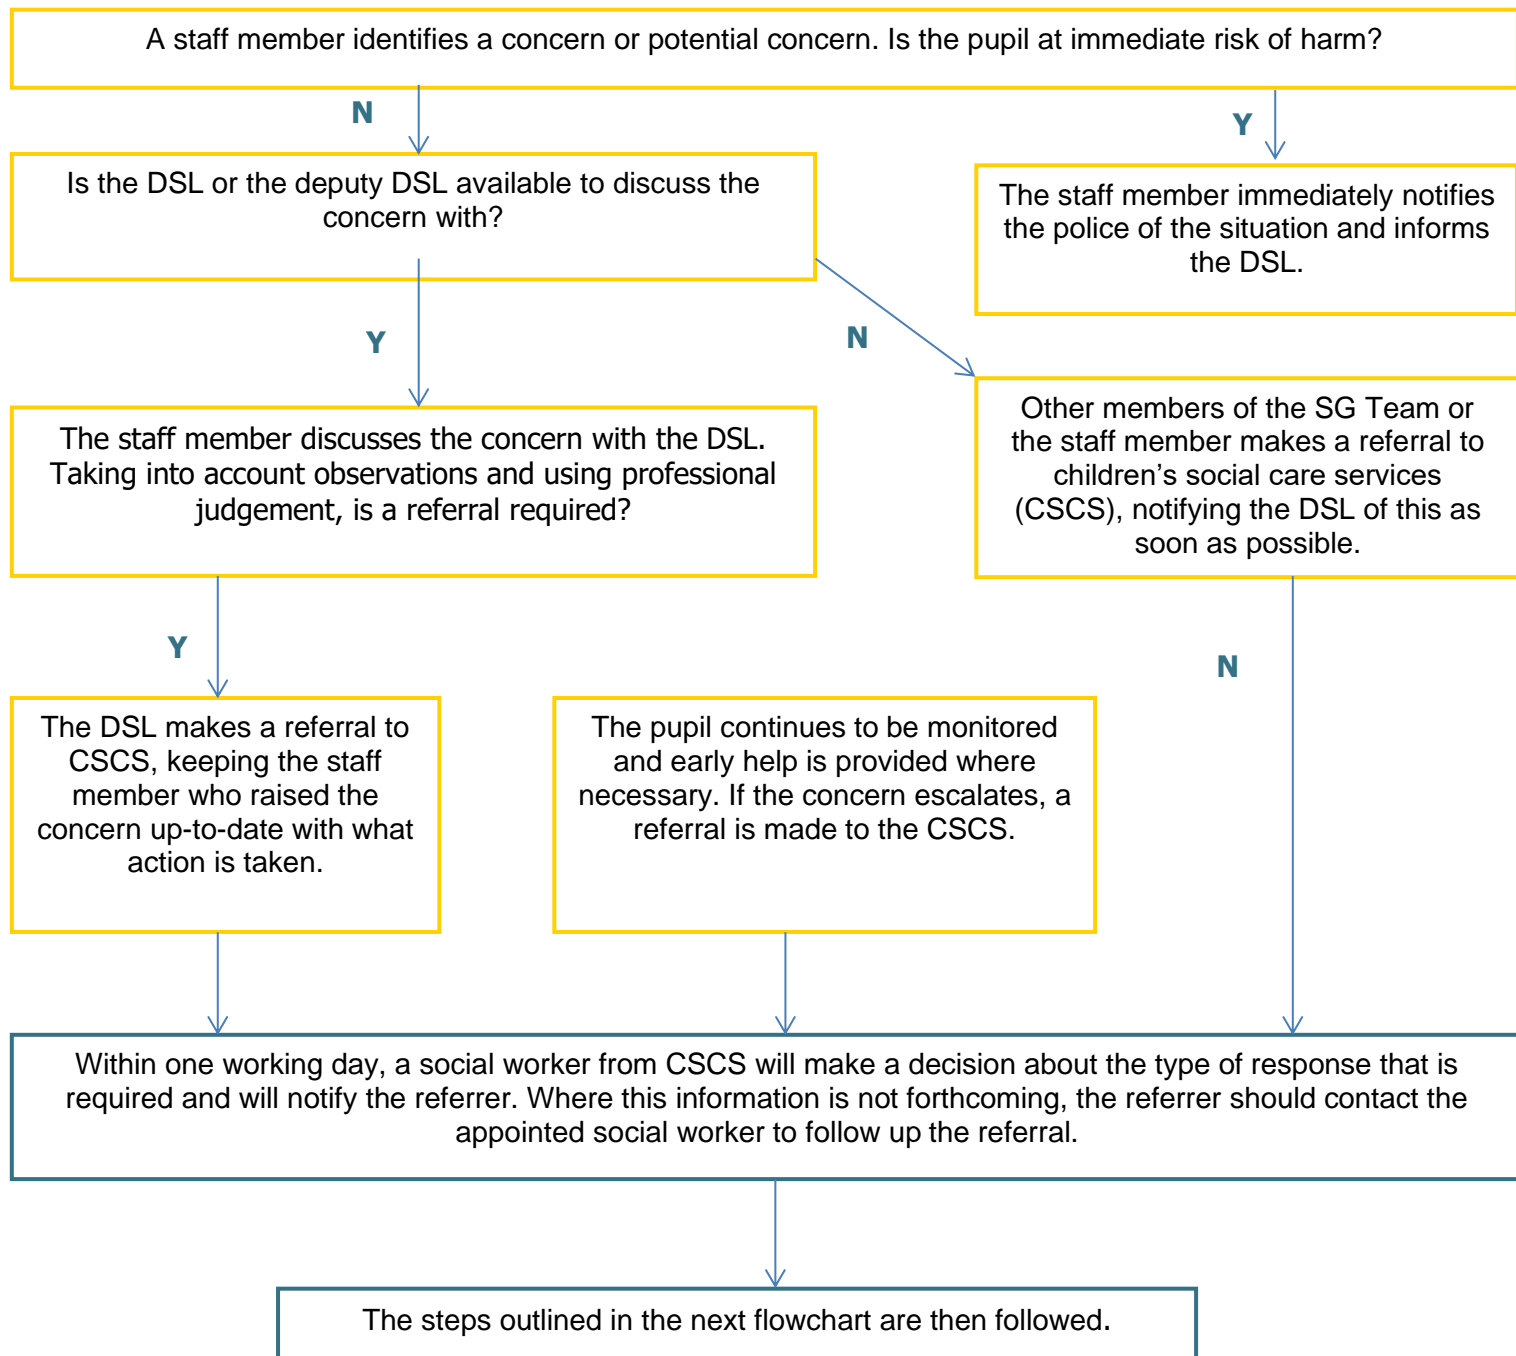 A staff member identifies a concern or potential concern. Is the pupil at immediate risk of harm?
N
Y
Is the DSL or the deputy DSL available to discuss the
concern with?
The staff member immediately notifies
the police of the situation and informs
the DSL.
Y
N
The staff member discusses the concern with the DSL.
Taking into account observations and using professional
judgement, is a referral required?
Other members of the SG Team or
the staff member makes a referral to
children’s social care services
(CSCS), notifying the DSL of this as
soon as possible.
Y
N
The DSL makes a referral to
CSCS, keeping the staff
member who raised the
concern up-to-date with what
action is taken.
The pupil continues to be monitored
and early help is provided where
necessary. If the concern escalates, a
referral is made to the CSCS.
Within one working day, a social worker from CSCS will make a decision about the type of response that is
required and will notify the referrer. Where this information is not forthcoming, the referrer should contact the
appointed social worker to follow up the referral.
The steps outlined in the next flowchart are then followed.